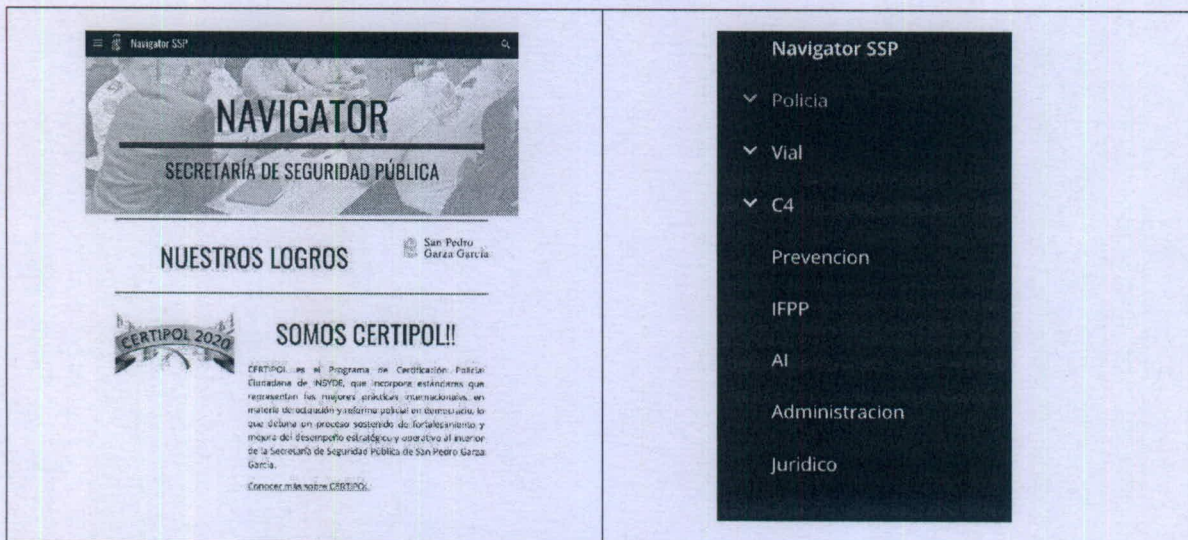 Navigator SSP
NAVIGATOR
SECRETARÍA DE SEGURIDAD PÚBLICA
NUESTROS LOGROS
San Pedro
Garza García
CERTIPOL 2020
SOMOS CERTIPOL!!
CERTIPOL es el Programa de Certificación Policial
Ciudadana de INSYDE, que incorpora estándares que
representan las mejores prácticas internacionales en
materia de actuación y reforma policial en democracia, lo
que detona un proceso sostenido de fortalecimiento y
mejora del desempeño estratégico y operativo al interior
de la Secretaría de Seguridad Pública de San Pedro Garza
García.
Conocer más sobre CERTIPOL
Navigator SSP
Policia
Vial
C4
Prevencion
IFPP
AI
Administracion
Juridico